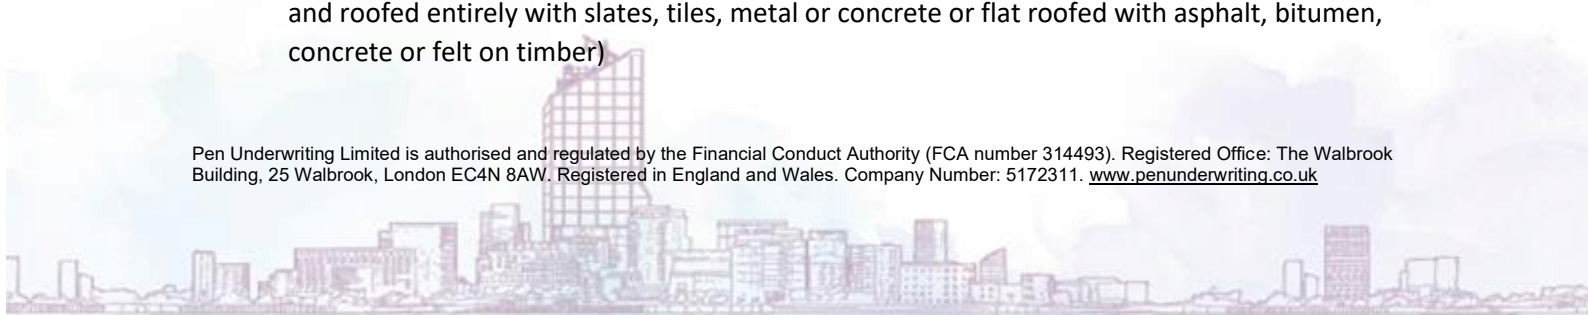 and roofed entirely with slates, tiles, metal or concrete or flat roofed with asphalt, bitumen,
concrete or felt on timber)
Pen Underwriting Limited is authorised and regulated by the Financial Conduct Authority (FCA number 314493). Registered Office: The Walbrook
Building, 25 Walbrook, London EC4N 8AW. Registered in England and Wales. Company Number: 5172311. www.penunderwriting.co.uk